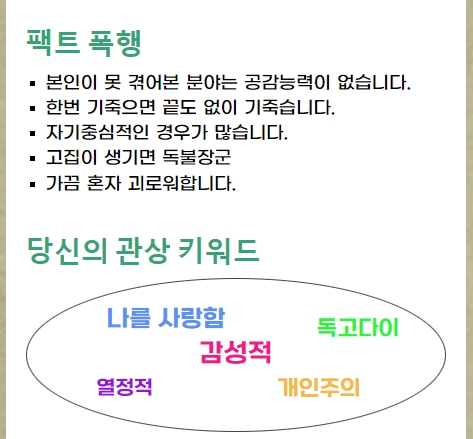 팩트 폭행
본인이 못 겪어본 분야는 공감능력이 없습니다.
한번 기죽으면 끝도 없이 기죽습니다.
자기중심적인 경우가 많습니다.
고집이 생기면 독불장군
가끔 혼자 괴로워합니다.
당신의 관상 키워드
나를 사랑함
독고다이
감성적
열정적
개인주의